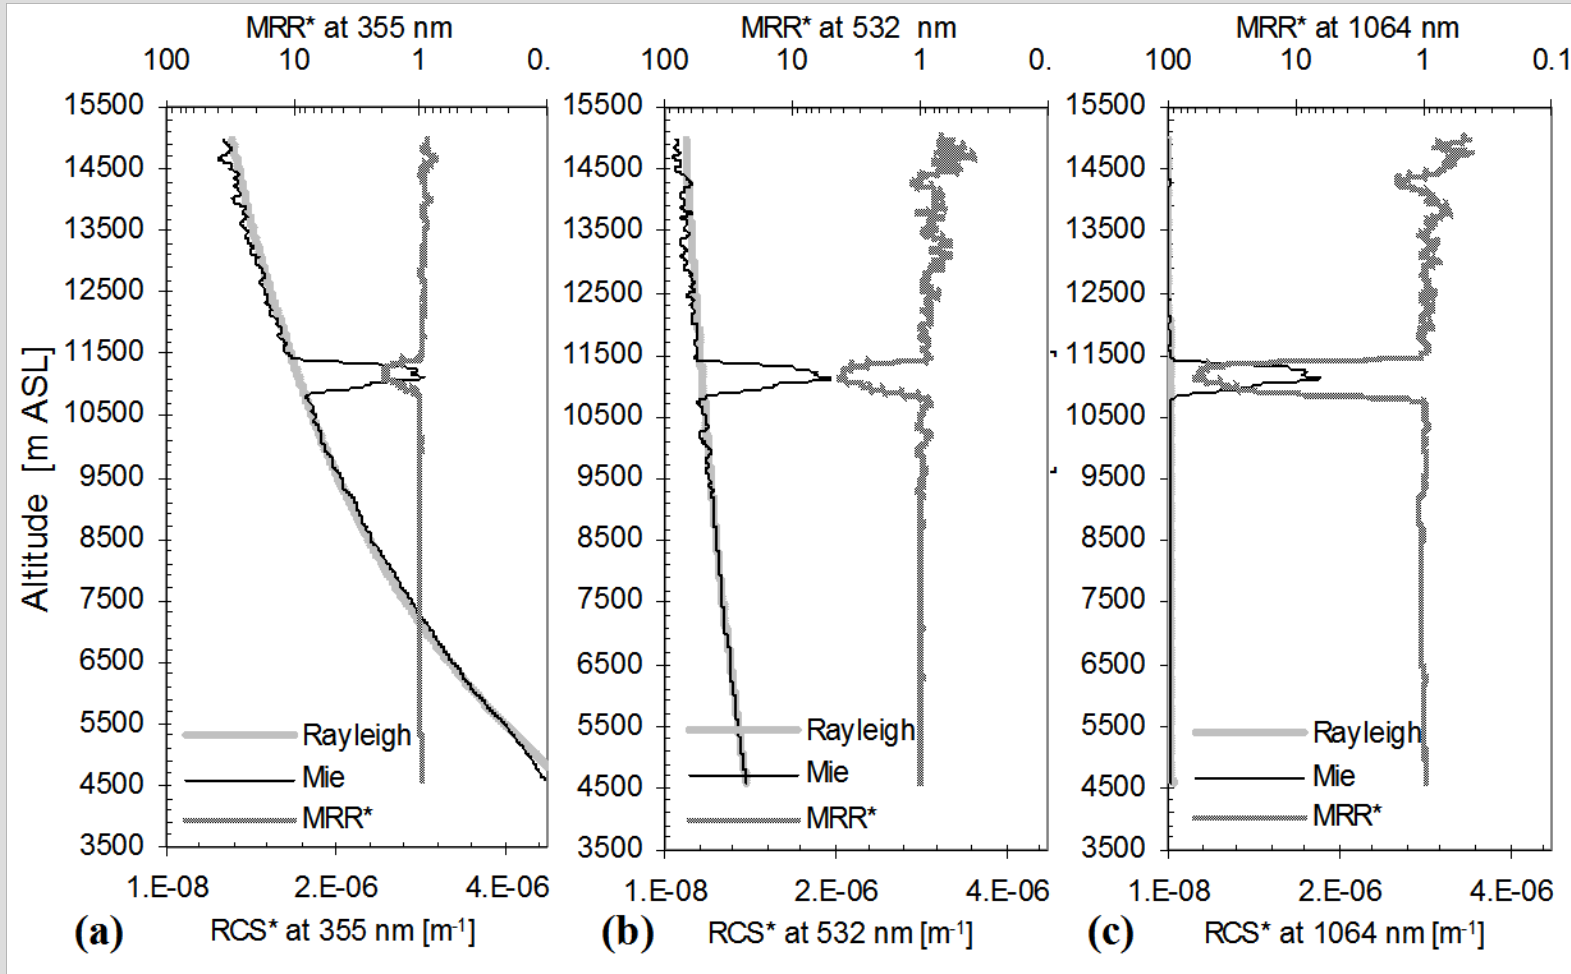 MRR* at 355 nm
100 10 1 0.
15500
14500
13500
12500
11500
10500
9500
8500
7500
6500
5500
4500
3500
Altitude [m ASL]
Rayleigh
Mie
MRR*
1.E-08 2.E-06 4.E-06
(a) RCS* at 355 nm [m-1]
MRR* at 532 nm
100 10 1 0.
15500
14500
13500
12500
11500
10500
9500
8500
7500
6500
5500
4500
3500
Rayleigh
Mie
MRR*
1.E-08 2.E-06 4.E-06
(b) RCS* at 532 nm [m-1]
MRR* at 1064 nm
100 10 1 0.1
15500
14500
13500
12500
11500
10500
9500
8500
7500
6500
5500
4500
3500
Rayleigh
Mie
MRR*
1.E-08 2.E-06 4.E-06
(c) RCS* at 1064 nm [m-1]